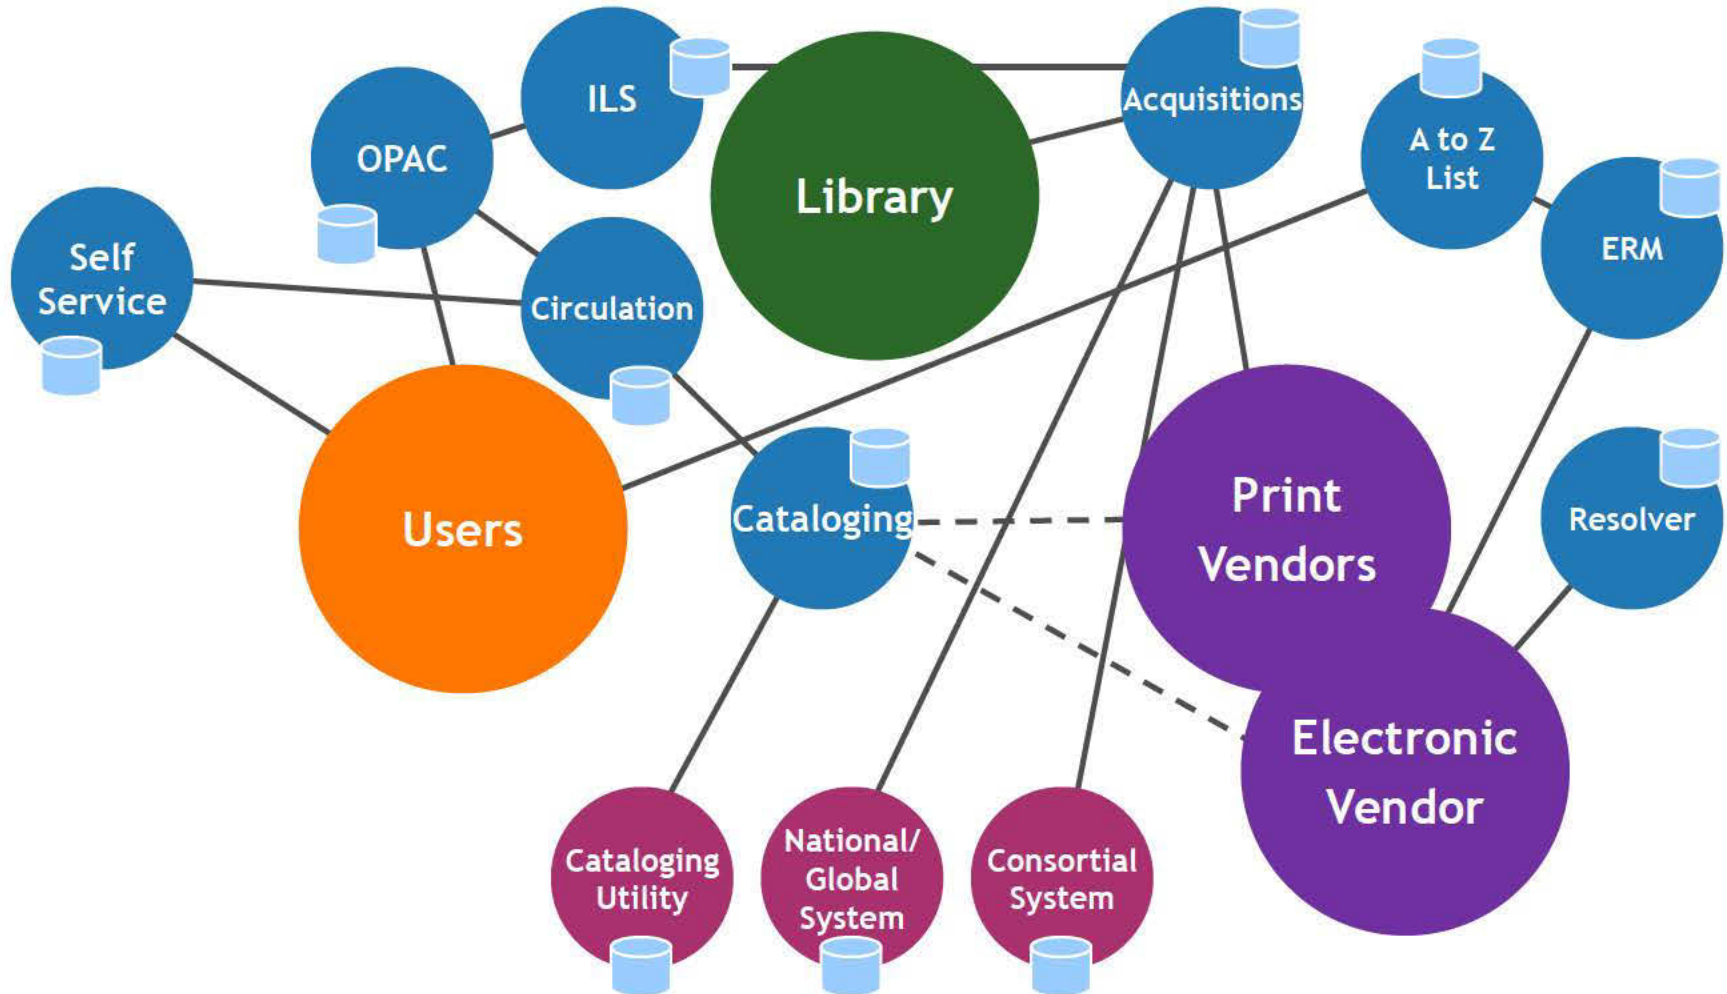 ILS
Acquisitions
OPAC
A to Z
List
Library
Self
Service
ERM
Circulation
Users
Cataloging
Print
Vendors
Resolver
Electronic
Vendor
Cataloging
Utility
National/
Global
System
Consortial
System